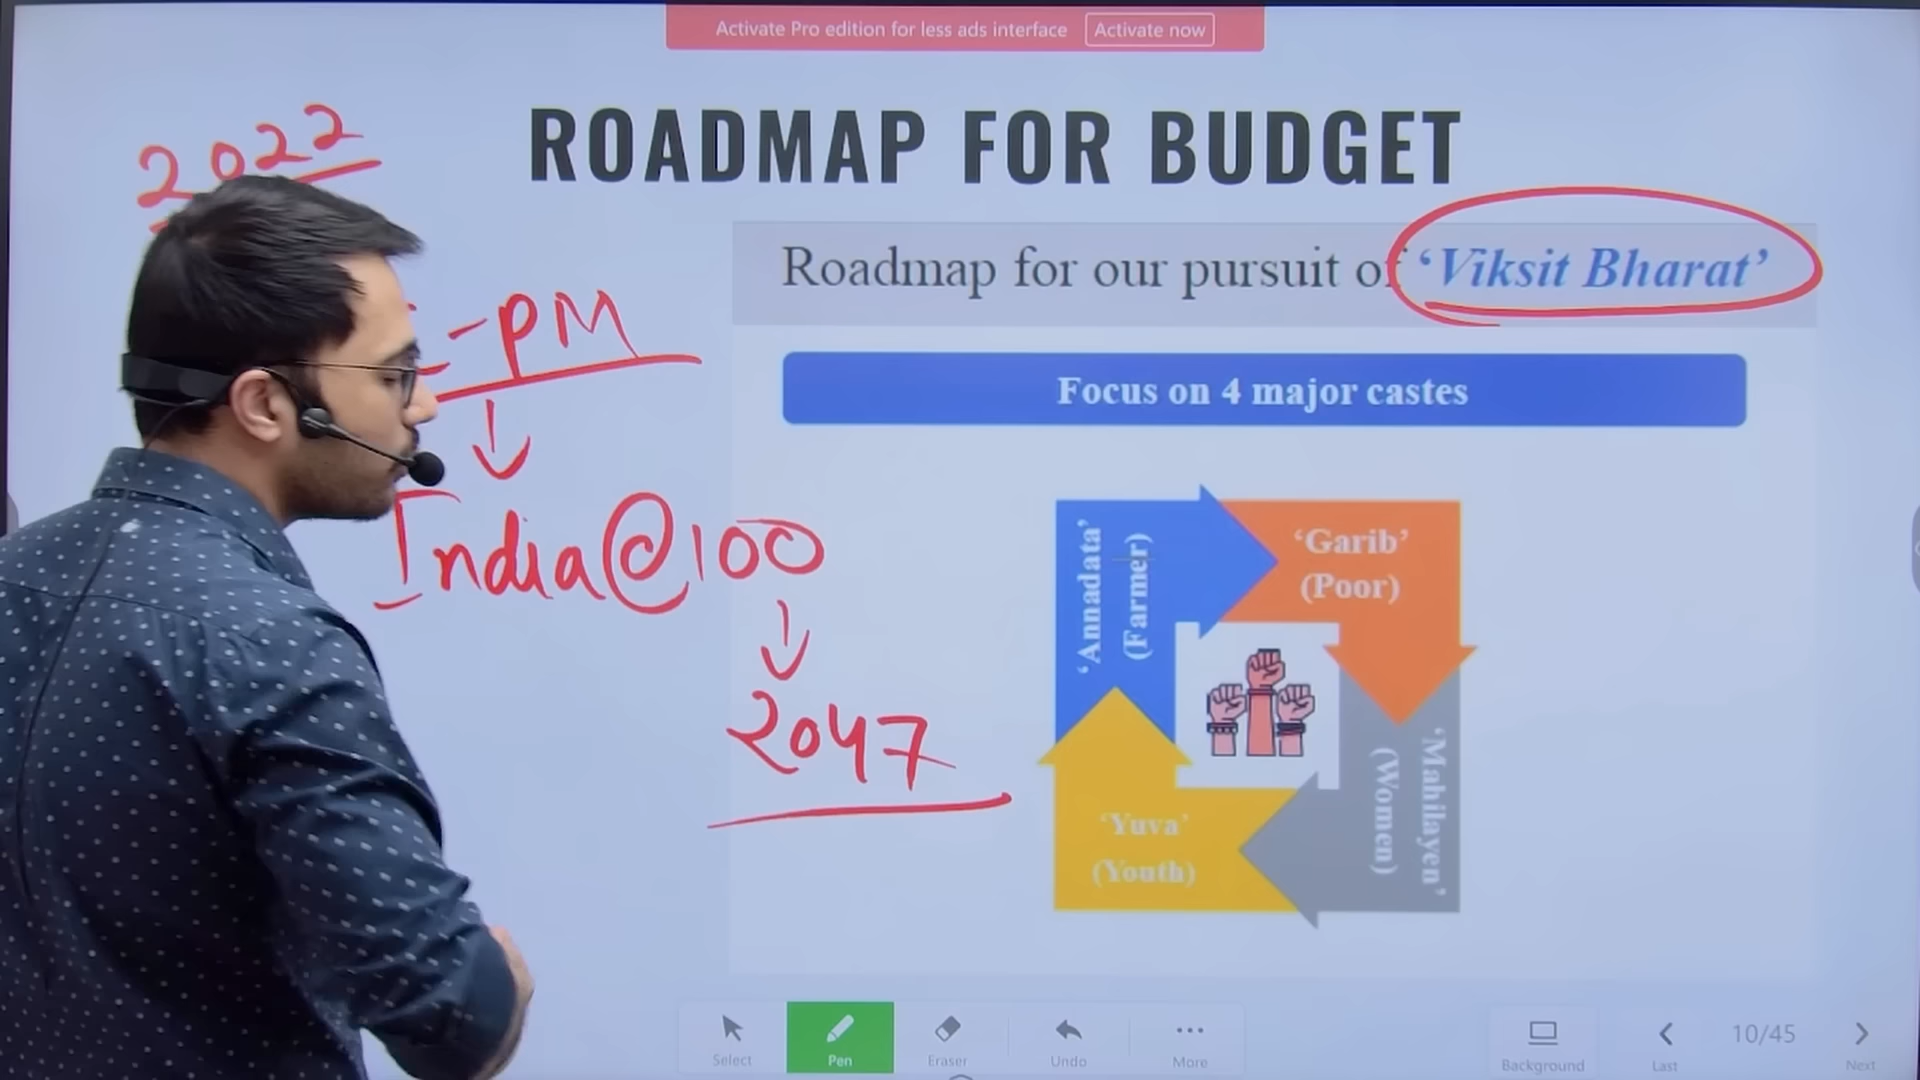 Activate Pro edition for less ads interface Activate now
ROADMAP FOR BUDGET
2022
Roadmap for our pursuit of 'Viksit Bharat'
-PM
Focus on 4 major castes
India@100
2047
'Annadata'
(Farmer)
'Garib'
(Poor)
'Mahilayen'
(Women)
'Yuva'
(Youth)
Select
Pen
Eraser
Undo
More
Background
Last
10/45
Next